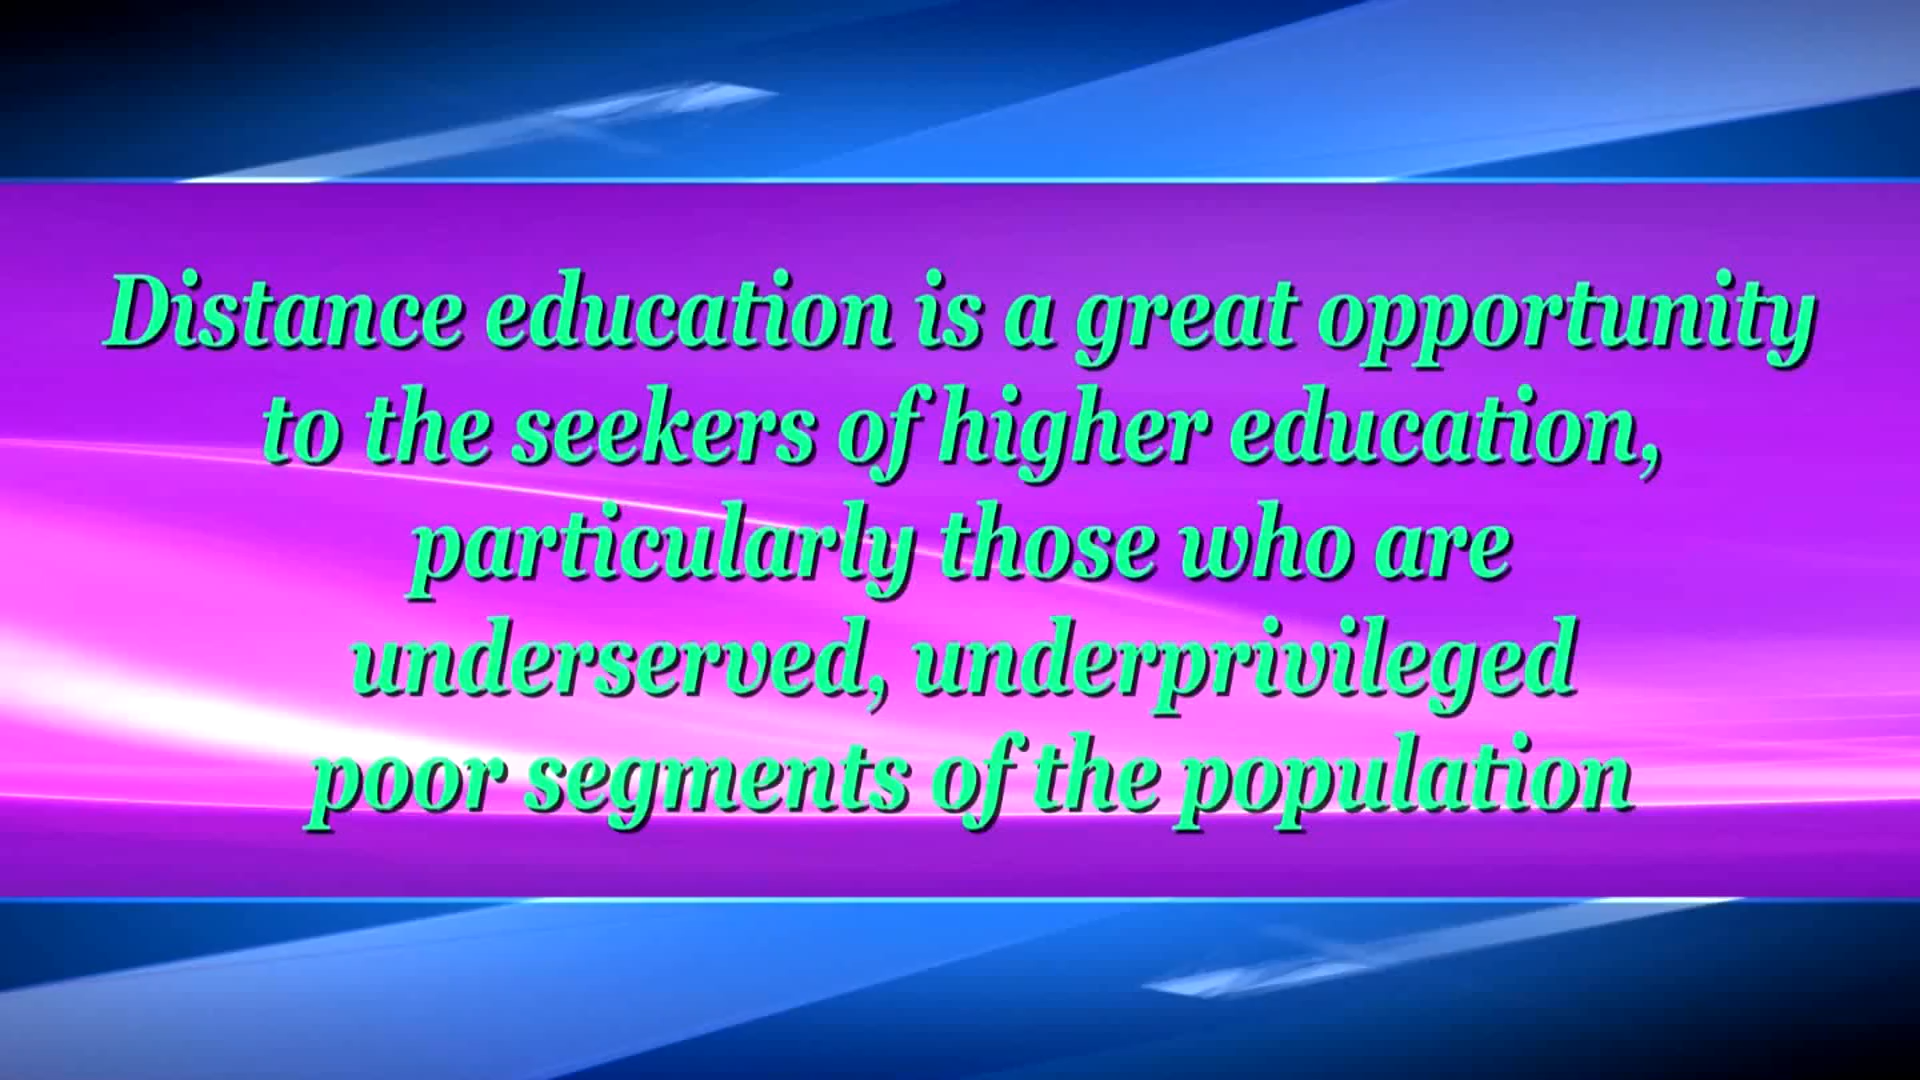 Distance education is a great opportunity
to the seekers of higher education,
particularly those who are
underserved, underprivileged
poor segments of the population